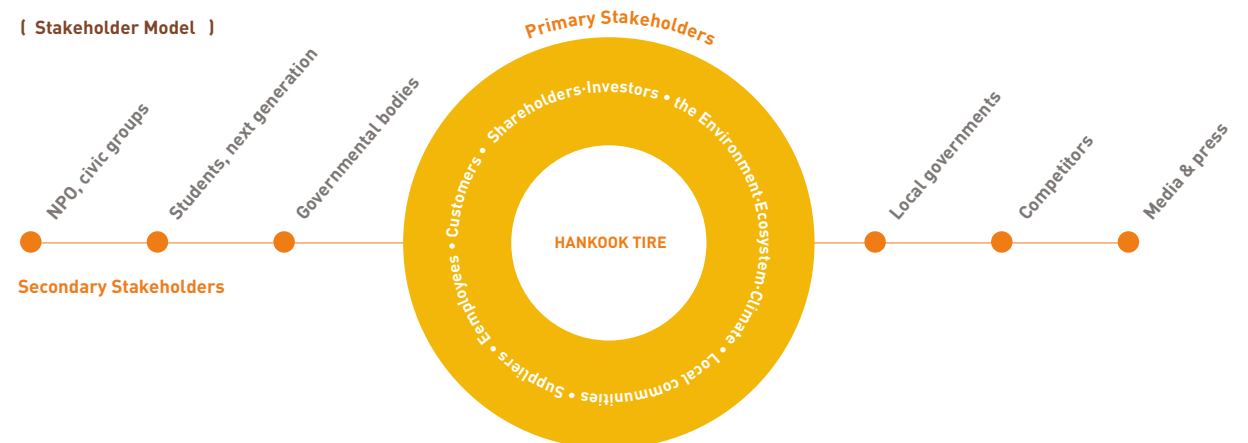 ( Stakeholder Model )
Primary Stakeholders
NPO, civic groups
Students, next generation
Governmental bodies
Shareholders·Investors • the Environment·Ecosystem·Climate • Local communities • Suppliers • Eemployees • Customers •
HANKOOK TIRE
Local governments
Competitors
Media & press
Secondary Stakeholders